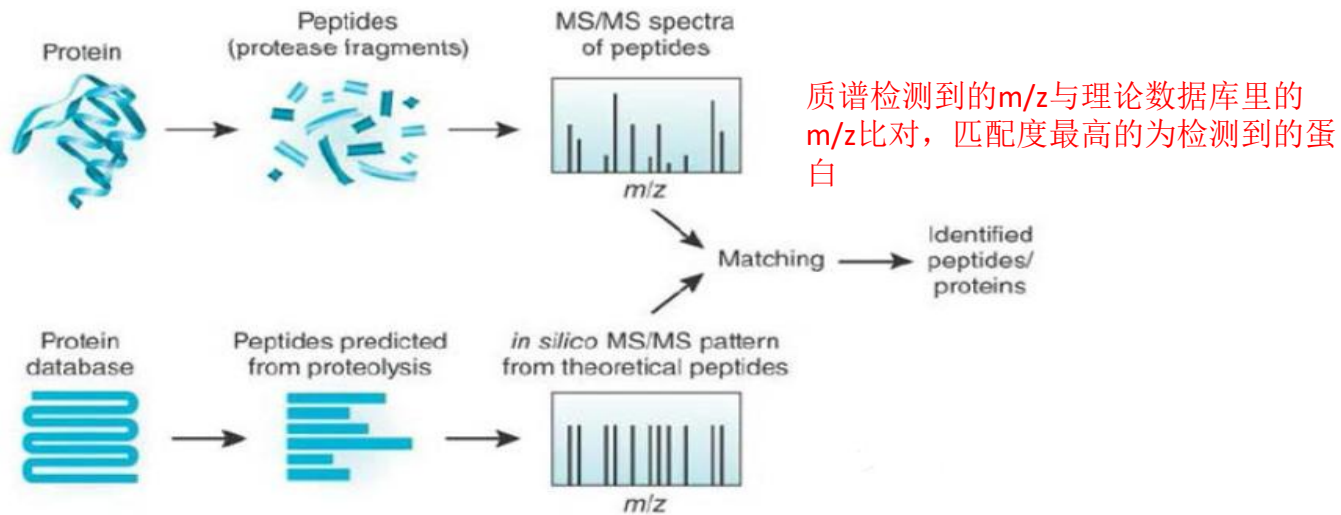 Protein
Peptides
(protease fragments)
MS/MS spectra
of peptides
m/z
质谱检测到的m/z与理论数据库里的
m/z比对，匹配度最高的为检测到的蛋
白
Matching
Identified
peptides/
proteins
Protein
database
Peptides predicted
from proteolysis
in silico MS/MS pattern
from theoretical peptides
m/z